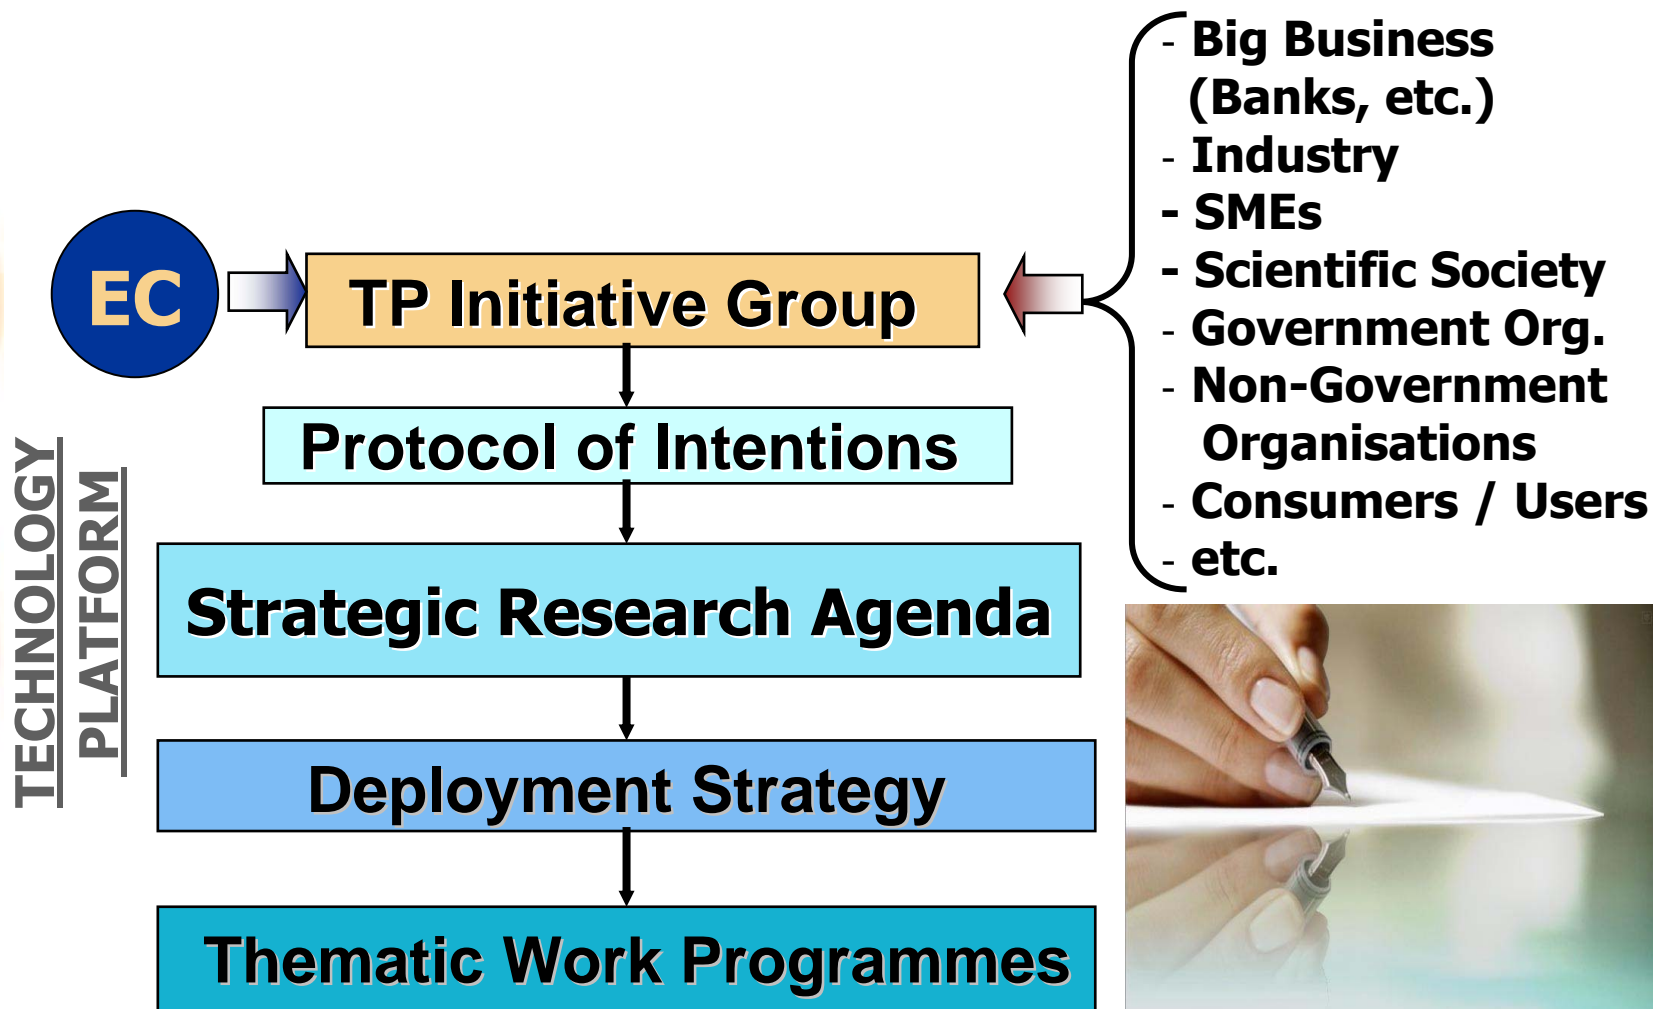 EC
TP Initiative Group
Protocol of Intentions
Strategic Research Agenda
Deployment Strategy
Thematic Work Programmes
TECHNOLOGY
PLATFORM
- Big Business
(Banks, etc.)
- Industry
- SMEs
- Scientific Society
- Government Org.
- Non-Government
Organisations
- Consumers / Users
- etc.